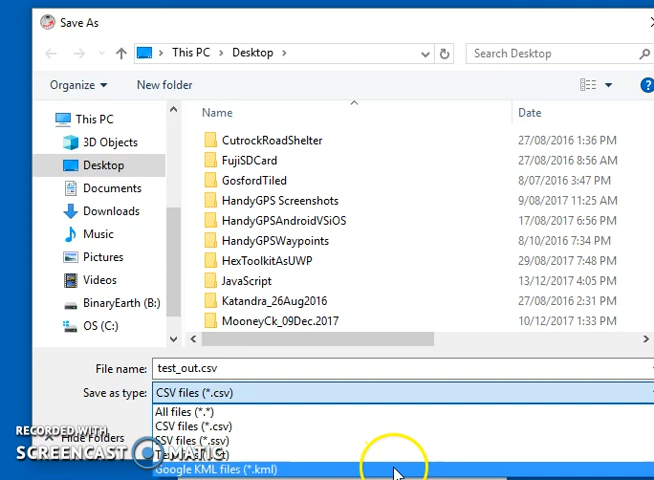 Save As
This PC > Desktop >
Search Desktop
Organize
New folder
Name
Date
This PC
3D Objects
Desktop
Documents
Downloads
Music
Pictures
Videos
BinaryEarth (B:)
OS (C:)
CutrockRoadShelter 27/08/2016 1:36 PM
FujiSDCard 27/08/2016 8:56 AM
GosfordTiled 8/07/2016 3:47 PM
HandyGPS Screenshots 9/08/2017 11:25 AM
HandyGPSAndroidVSiOS 17/08/2017 6:56 PM
HandyGPSWaypoints 8/10/2016 7:34 PM
HexToolkitAsUWP 29/08/2017 7:48 PM
JavaScript 13/12/2017 4:05 PM
Katandra_26Aug2016 27/08/2016 2:31 PM
MooneyCk_09Dec.2017 10/12/2017 1:33 PM
File name: test_out.csv
Save as type: CSV files (*.csv)
All files (*.*)
CSV files (*.csv)
SSV files (*.ssv)
Google KML files (*.kml)
Hide Folders
RECORDED WITH
SCREENCAST MATIC